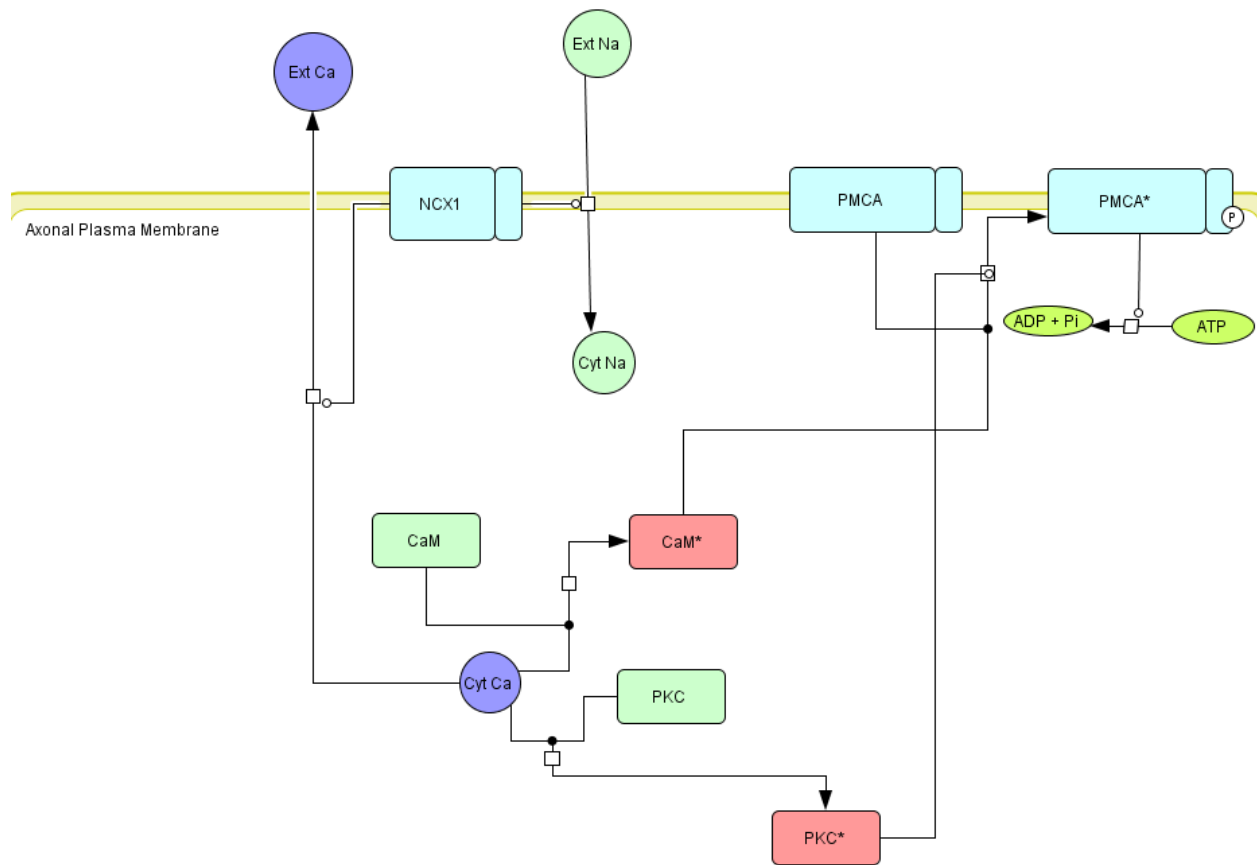 Ext Na
Ext Ca
NCX1
PMCA
PMCA*
P
Axonal Plasma Membrane
ADP + Pi
ATP
Cyt Na
CaM
CaM*
Cyt Ca
PKC
PKC*